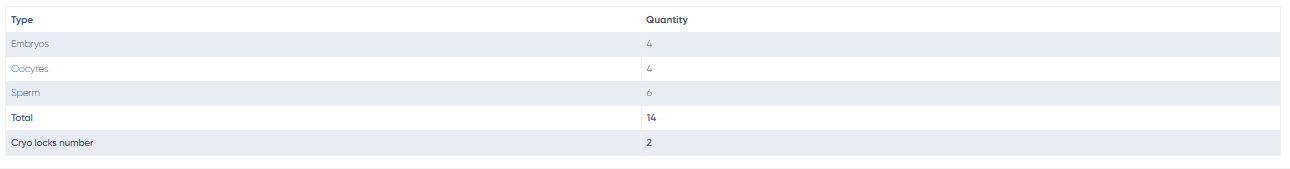 Type Quantity
Embryos 4
Oocytes 4
Sperm 6
Total 14
Cryo locks number 2